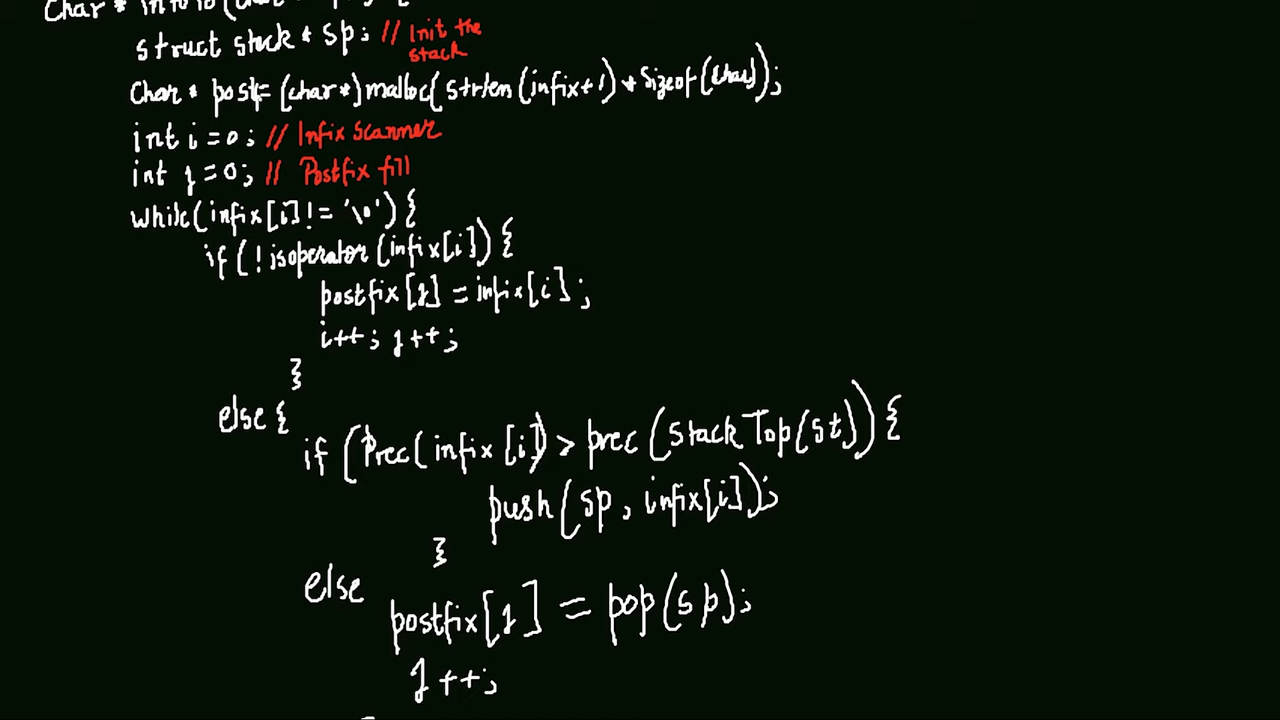 Char *
struct stack * sp; // Init the
stack
Char * post= (char*) malloc(strlen(infix+1)*Sizeof(char));
int i=0; // Infix Scanner
int j=0; // Postfix fill
while(infix[i]!= '\0') {
if (!isoperator(infix[i]) {
postfix[j] = infix[i];
i++; j++;
}
else {
if (Prec(infix[i]) > prec(stackTop(st)) {
push(sp, infix[i]);
}
else
postfix[j] = pop(sp);
j++;